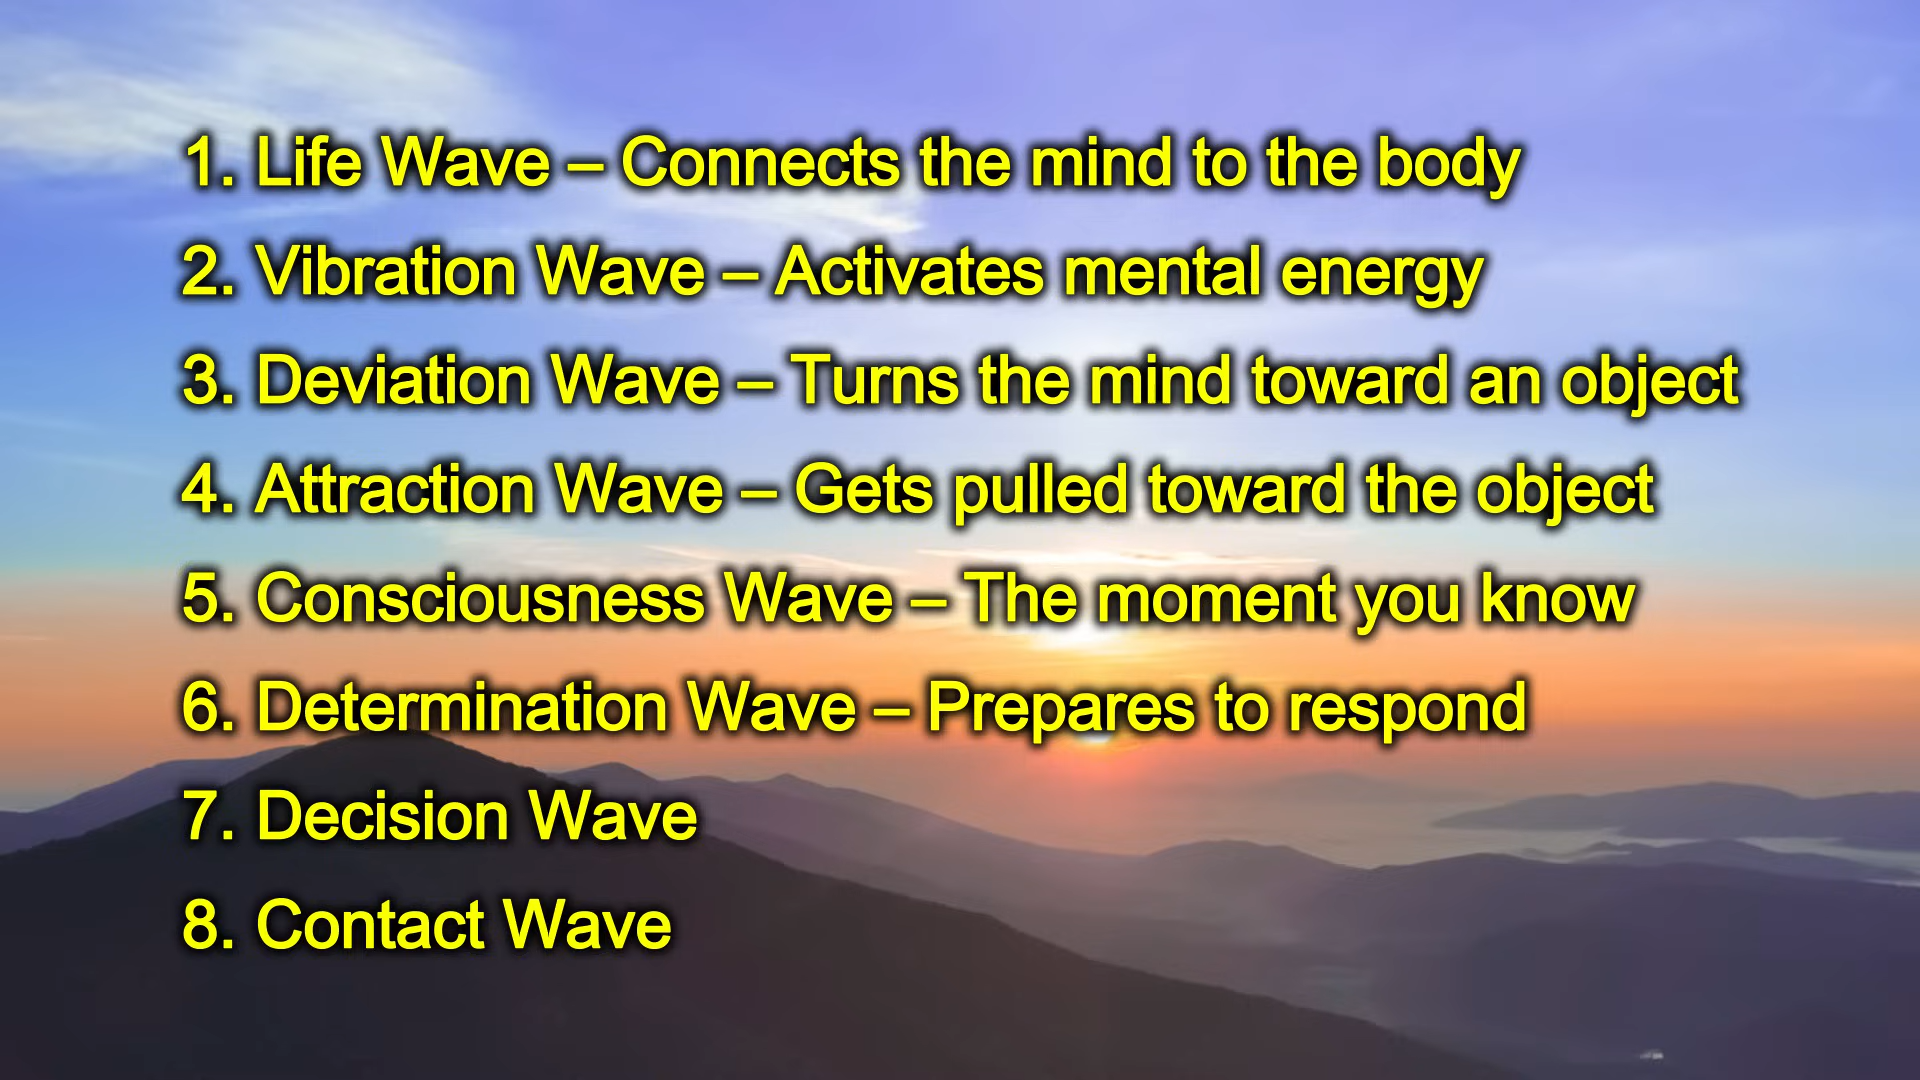 1. Life Wave – Connects the mind to the body
2. Vibration Wave – Activates mental energy
3. Deviation Wave – Turns the mind toward an object
4. Attraction Wave – Gets pulled toward the object
5. Consciousness Wave – The moment you know
6. Determination Wave – Prepares to respond
7. Decision Wave
8. Contact Wave